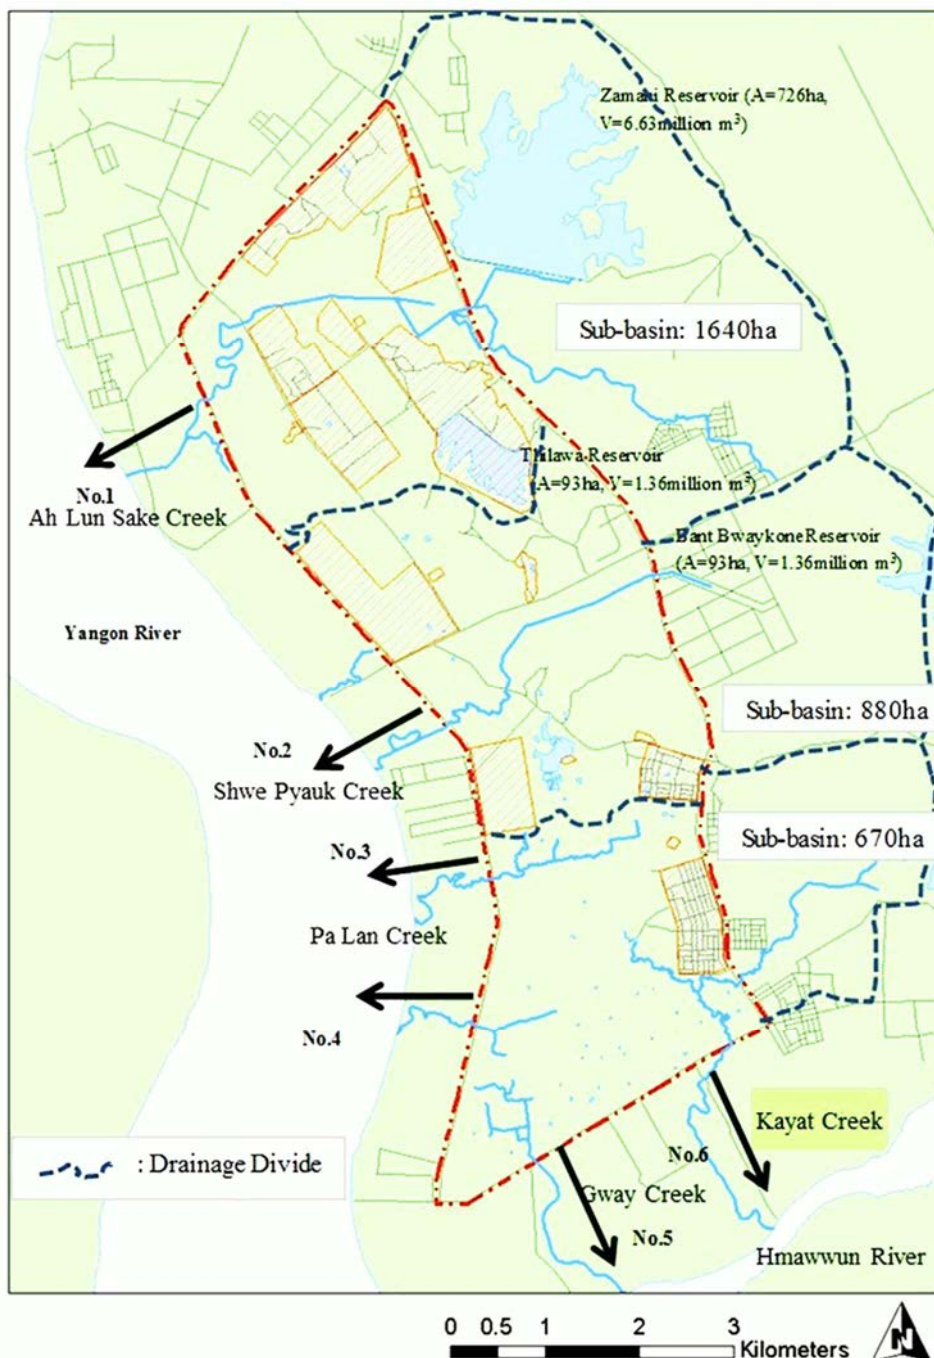 Zamani Reservoir (A=726ha,
V=6.63million m³)
Sub-basin: 1640ha
Thilawa Reservoir
(A=93ha, V=1.36million m³)
No.1
Ah Lun Sake Creek
Bant Bwaykone Reservoir
(A=93ha, V=1.36million m³)
Yangon River
Sub-basin: 880ha
No.2
Shwe Pyauk Creek
Sub-basin: 670ha
No.3
Pa Lan Creek
No.4
Kayat Creek
: Drainage Divide
No.6
Gway Creek
No.5
Hmawwun River
0 0.5 1 2 3
Kilometers
N